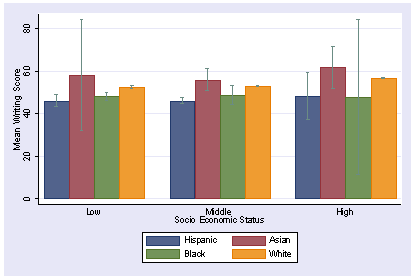 80
60
40
20
0
Mean Writing Score
Low Middle High
Socio Economic Status
Hispanic Asian
Black White